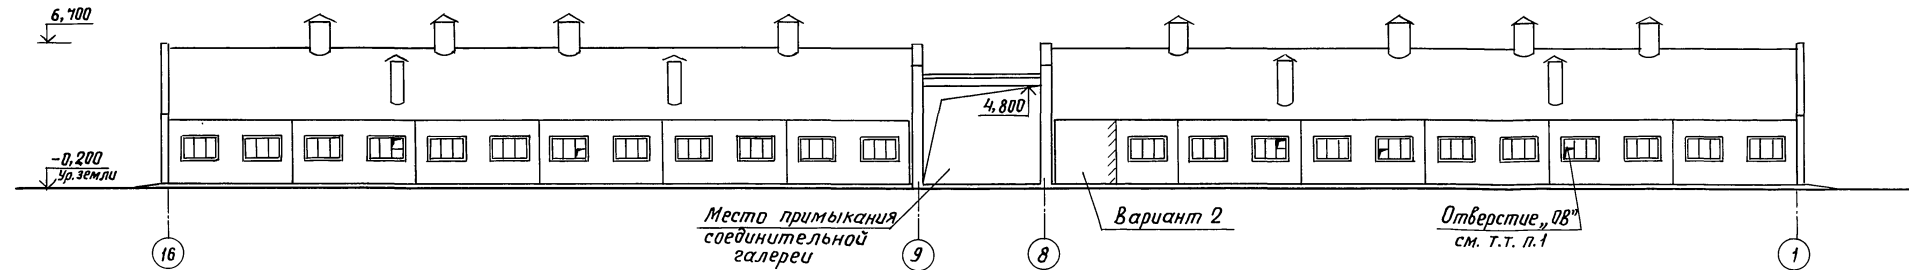 6,700
4,800
-0,200
Ур. земли
Место примыкания
соединительной
галереи
Вариант 2
Отверстие „ОВ"
см. т.т. п.1
16
9
8
1